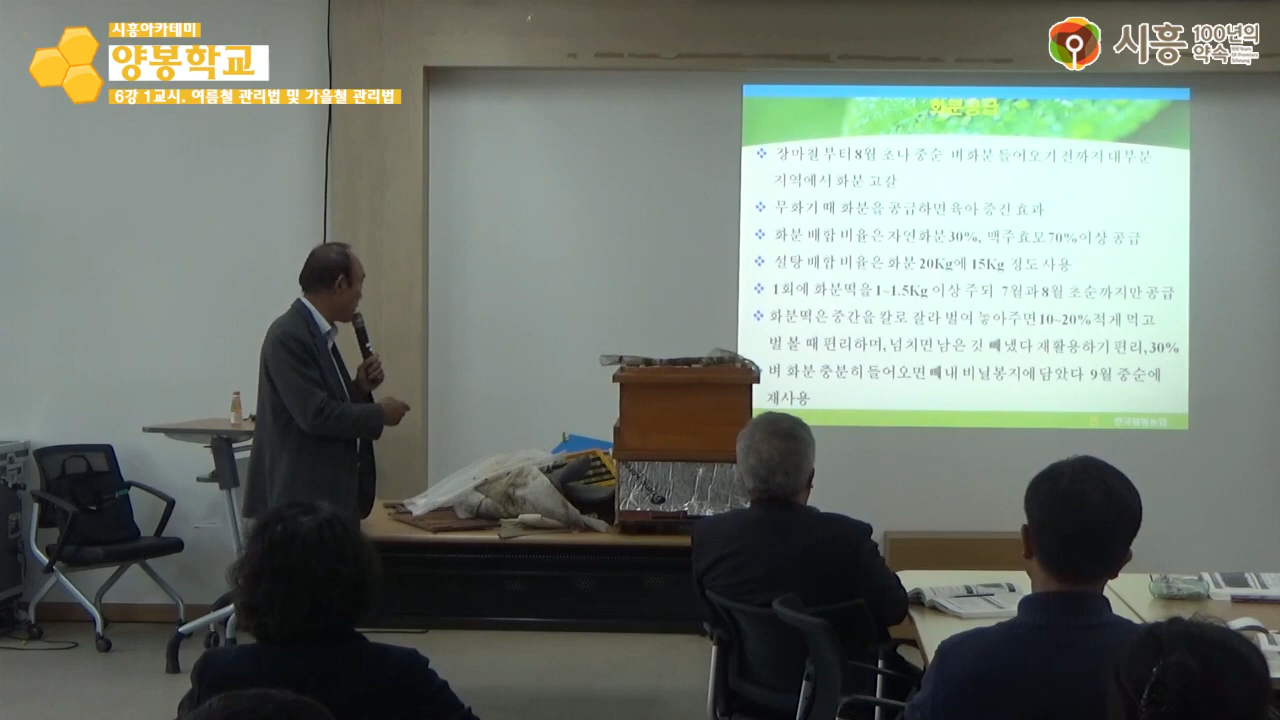 시흥아카데미
양봉학교
6강 1교시. 여름철 관리법 및 가을철 관리법
시흥 100년의 약속
화분공급
장마철 부터 8월 초나 중순 벼화분 들어오기 전까지 대부분
지역에서 화분 고갈
무화기 때 화분을 공급하면 육아 증진 효과
화분 배합 비율은 자연화분30%, 맥주효모70%이상 공급
설탕 배합 비율은 화분20Kg에 15Kg 정도 사용
1회에 화분떡을 1~1.5Kg 이상 주되 7월과 8월 초순까지만 공급
화분떡은 중간을 칼로 갈라 벌여 놓아주면 10~20%적게 먹고
벌 볼 때 편리하며, 넘치면 남은 것 빼냈다 재활용하기 편리, 30%
벼 화분 충분히 들어오면 빼내 비닐봉지에 담았다 9월 중순에
재사용